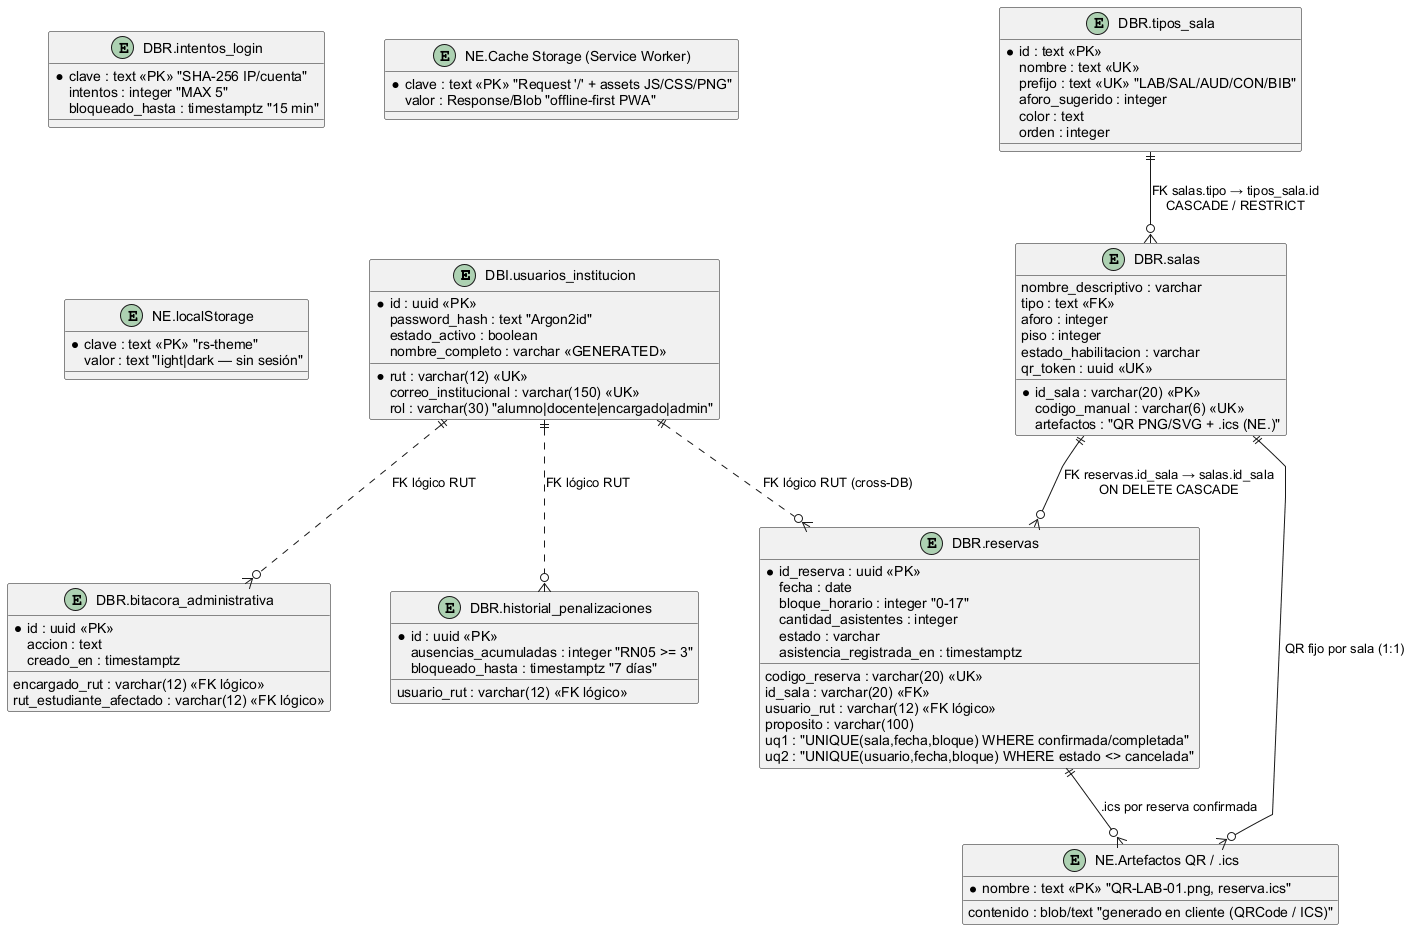 E DBR.intentos_login
* clave : text «PK» "SHA-256 IP/cuenta"
intentos : integer "MAX 5"
bloqueado_hasta : timestamptz "15 min"
E NE.Cache Storage (Service Worker)
* clave : text «PK» "Request '/' + assets JS/CSS/PNG"
valor : Response/Blob "offline-first PWA"
E DBR.tipos_sala
* id : text «PK»
nombre : text «UK»
prefijo : text «UK» "LAB/SAL/AUD/CON/BIB"
aforo_sugerido : integer
color : text
orden : integer
FK salas.tipo → tipos_sala.id
CASCADE / RESTRICT
E NE.localStorage
* clave : text «PK» "rs-theme"
valor : text "light|dark — sin sesión"
E DBI.usuarios_institucion
* id : uuid «PK»
password_hash : text "Argon2id"
estado_activo : boolean
nombre_completo : varchar «GENERATED»
* rut : varchar(12) «UK»
correo_institucional : varchar(150) «UK»
rol : varchar(30) "alumno|docente|encargado|admin"
E DBR.salas
nombre_descriptivo : varchar
tipo : text «FK»
aforo : integer
piso : integer
estado_habilitacion : varchar
qr_token : uuid «UK»
* id_sala : varchar(20) «PK»
codigo_manual : varchar(6) «UK»
artefactos : "QR PNG/SVG + .ics (NE.)"
FK lógico RUT
FK lógico RUT
FK lógico RUT (cross-DB)
FK reservas.id_sala → salas.id_sala
ON DELETE CASCADE
E DBR.bitacora_administrativa
* id : uuid «PK»
accion : text
creado_en : timestamptz
encargado_rut : varchar(12) «FK lógico»
rut_estudiante_afectado : varchar(12) «FK lógico»
E DBR.historial_penalizaciones
* id : uuid «PK»
ausencias_acumuladas : integer "RN05 >= 3"
bloqueado_hasta : timestamptz "7 días"
usuario_rut : varchar(12) «FK lógico»
E DBR.reservas
* id_reserva : uuid «PK»
fecha : date
bloque_horario : integer "0-17"
cantidad_asistentes : integer
estado : varchar
asistencia_registrada_en : timestamptz
codigo_reserva : varchar(20) «UK»
id_sala : varchar(20) «FK»
usuario_rut : varchar(12) «FK lógico»
proposito : varchar(100)
uq1 : "UNIQUE(sala,fecha,bloque) WHERE confirmada/completada"
uq2 : "UNIQUE(usuario,fecha,bloque) WHERE estado <> cancelada"
QR fijo por sala (1:1)
.ics por reserva confirmada
E NE.Artefactos QR / .ics
* nombre : text «PK» "QR-LAB-01.png, reserva.ics"
contenido : blob/text "generado en cliente (QRCode / ICS)"